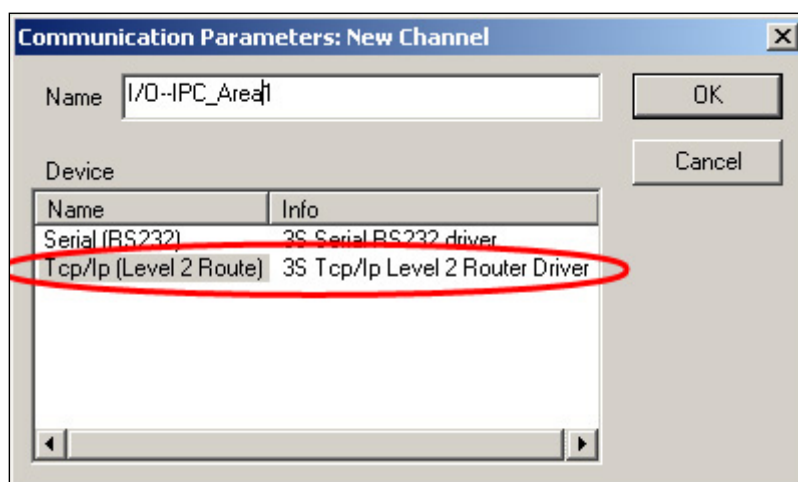 Communication Parameters: New Channel
Name I/O--IPC_Area1 OK
Device Cancel
Name Info
Serial (RS232) 3S Serial RS232 driver
Tcp/Ip (Level 2 Route) 3S Tcp/Ip Level 2 Router Driver